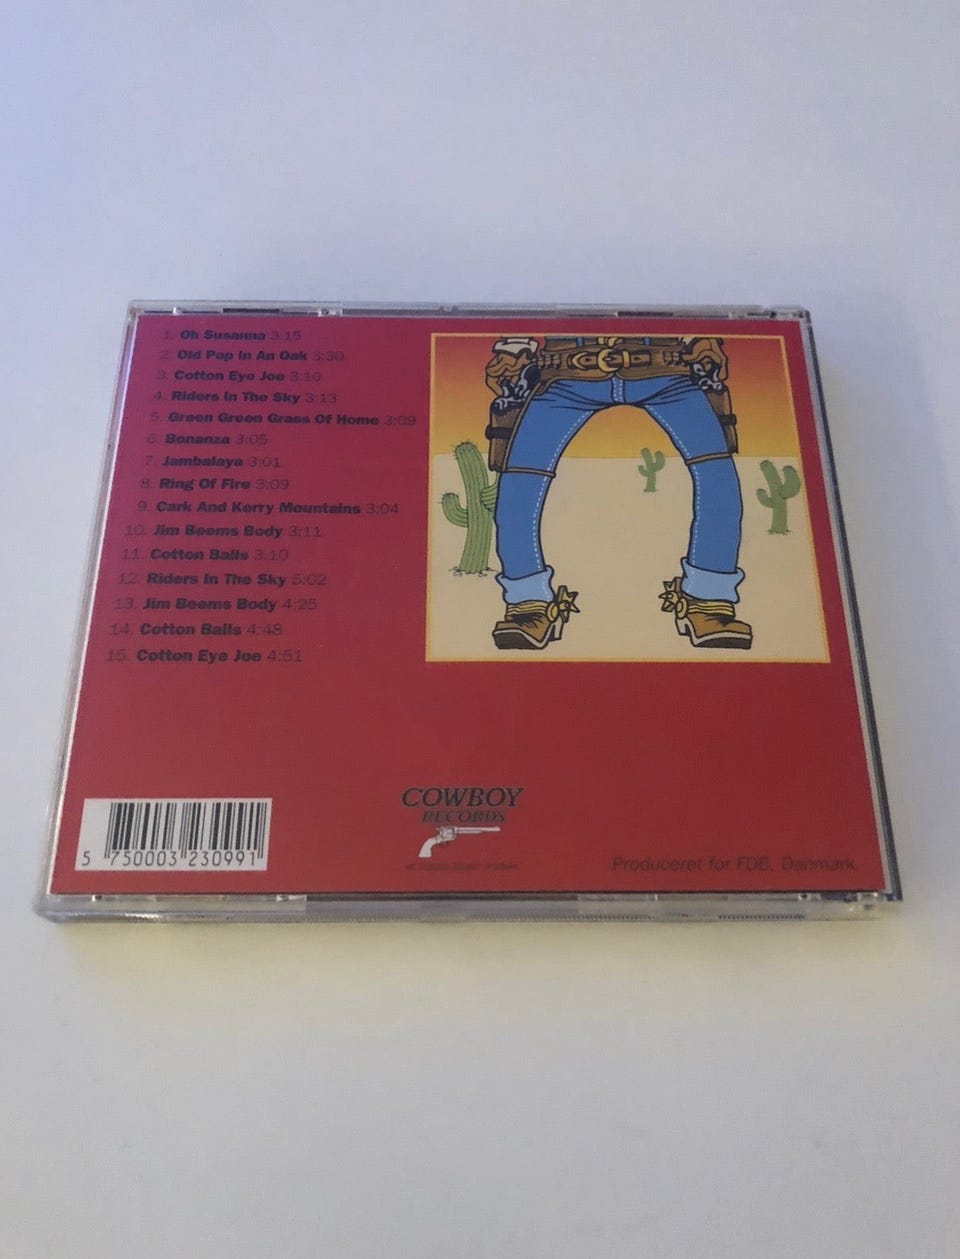 1. Oh Susanna 3:15
2. Old Pop In An Oak 3:30
3. Cotton Eye Joe 3:10
4. Riders In The Sky 3:13
5. Green Green Grass Of Home 3:09
6. Bonanza 3:05
7. Jambalaya 3:01
8. Ring Of Fire 3:09
9. Cark And Kerry Mountains 3:04
10. Jim Beems Body 3:11
11. Cotton Balls 3:10
12. Riders In The Sky 5:02
13. Jim Beems Body 4:25
14. Cotton Balls 4:48
15. Cotton Eye Joe 4:51
COWBOY
RECORDS
5 750003 230991
Produceret for FDB, Danmark.